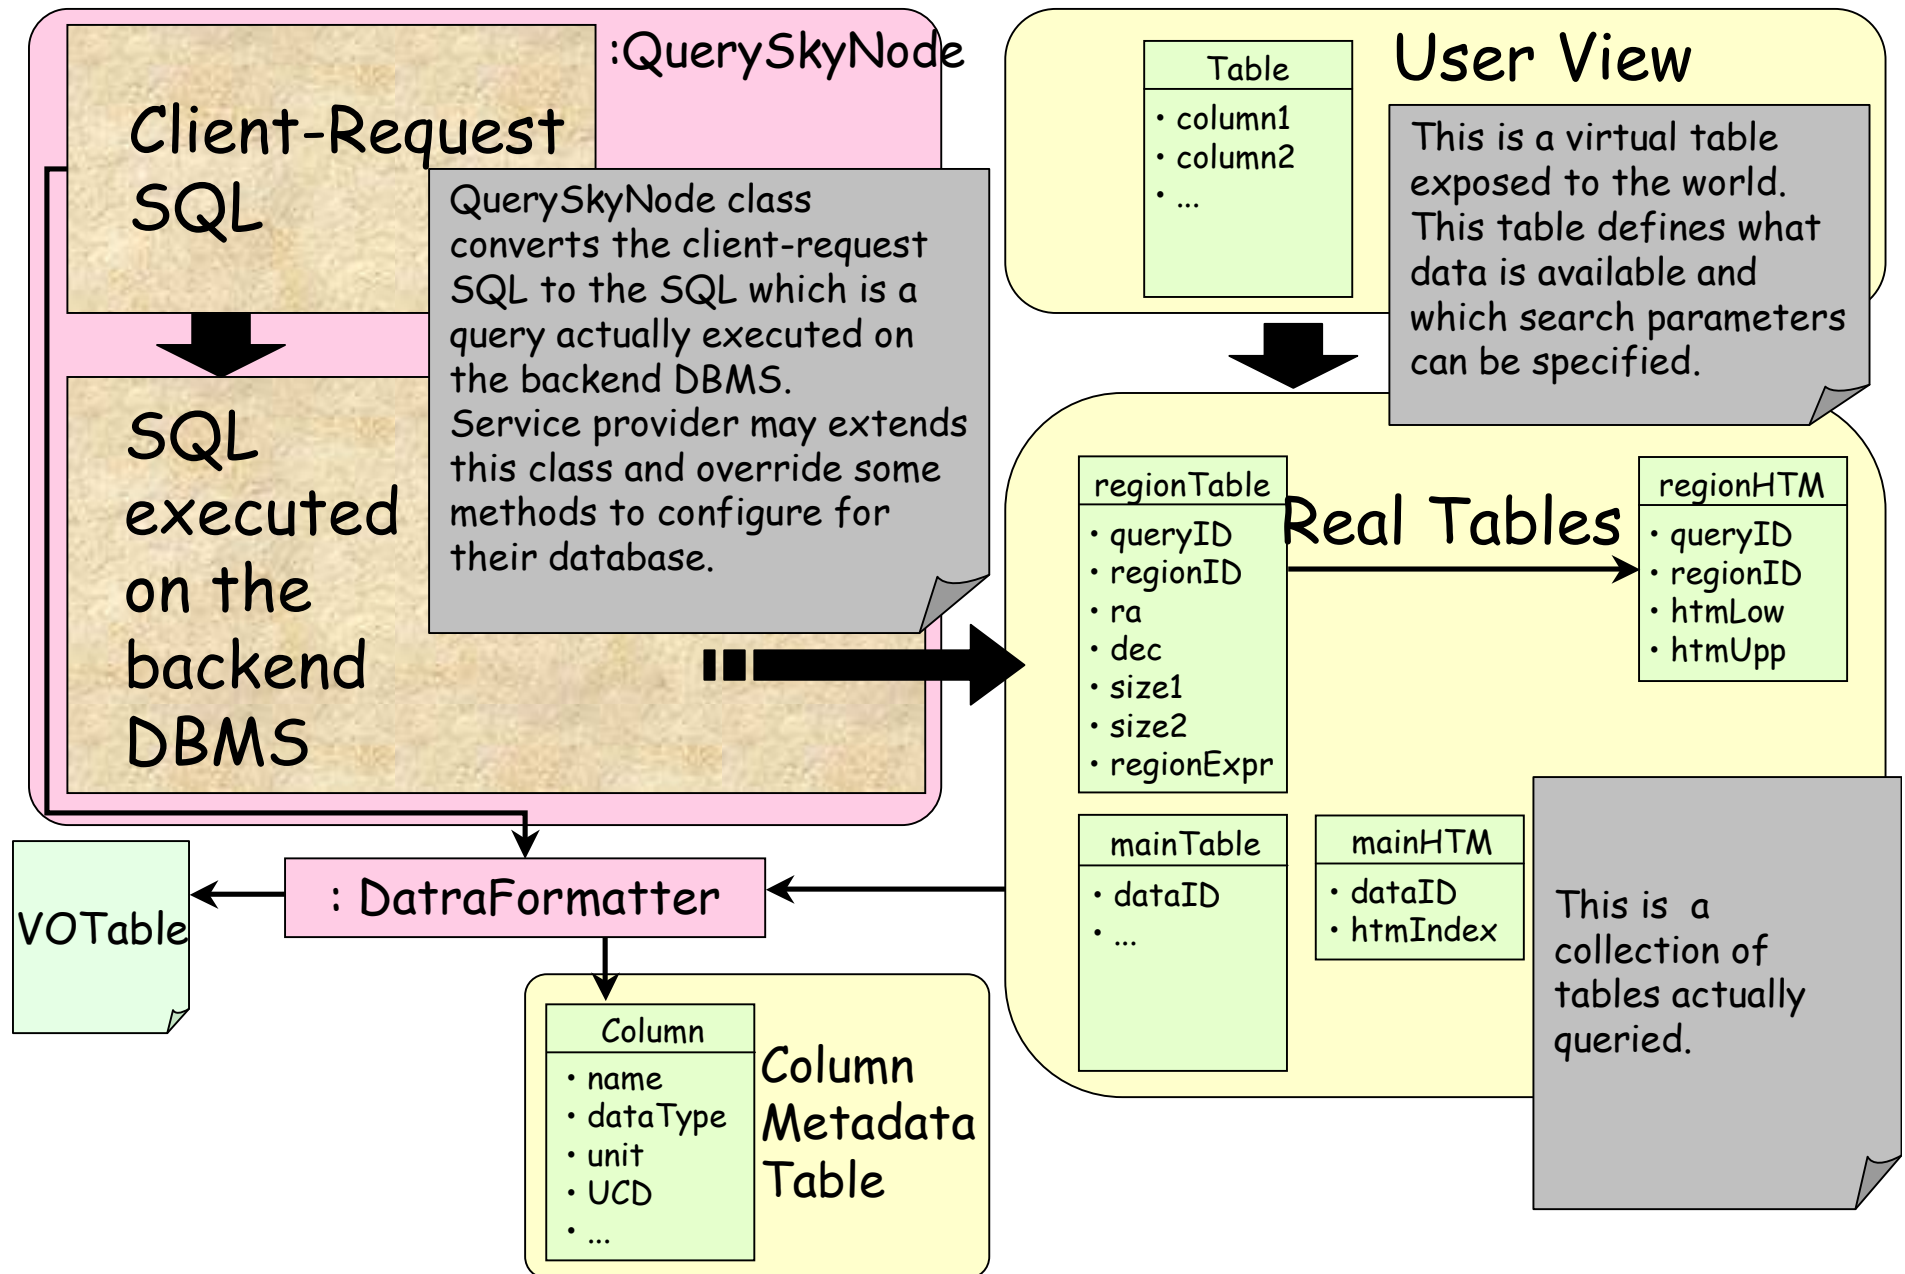 :QuerySkyNode
Client-Request
SQL
QuerySkyNode class
converts the client-request
SQL to the SQL which is a
query actually executed on
the backend DBMS.
Service provider may extends
this class and override some
methods to configure for
their database.
SQL
executed
on the
backend
DBMS
User View
Table
・column1
・column2
・...
This is a virtual table
exposed to the world.
This table defines what
data is available and
which search parameters
can be specified.
Real Tables
regionTable
・queryID
・regionID
・ra
・dec
・size1
・size2
・regionExpr
regionHTM
・queryID
・regionID
・htmLow
・htmUpp
mainTable
・dataID
・...
mainHTM
・dataID
・htmIndex
This is  a
collection of
tables actually
queried.
: DatraFormatter
VOTable
Column
・name
・dataType
・unit
・UCD
・...
Column
Metadata
Table